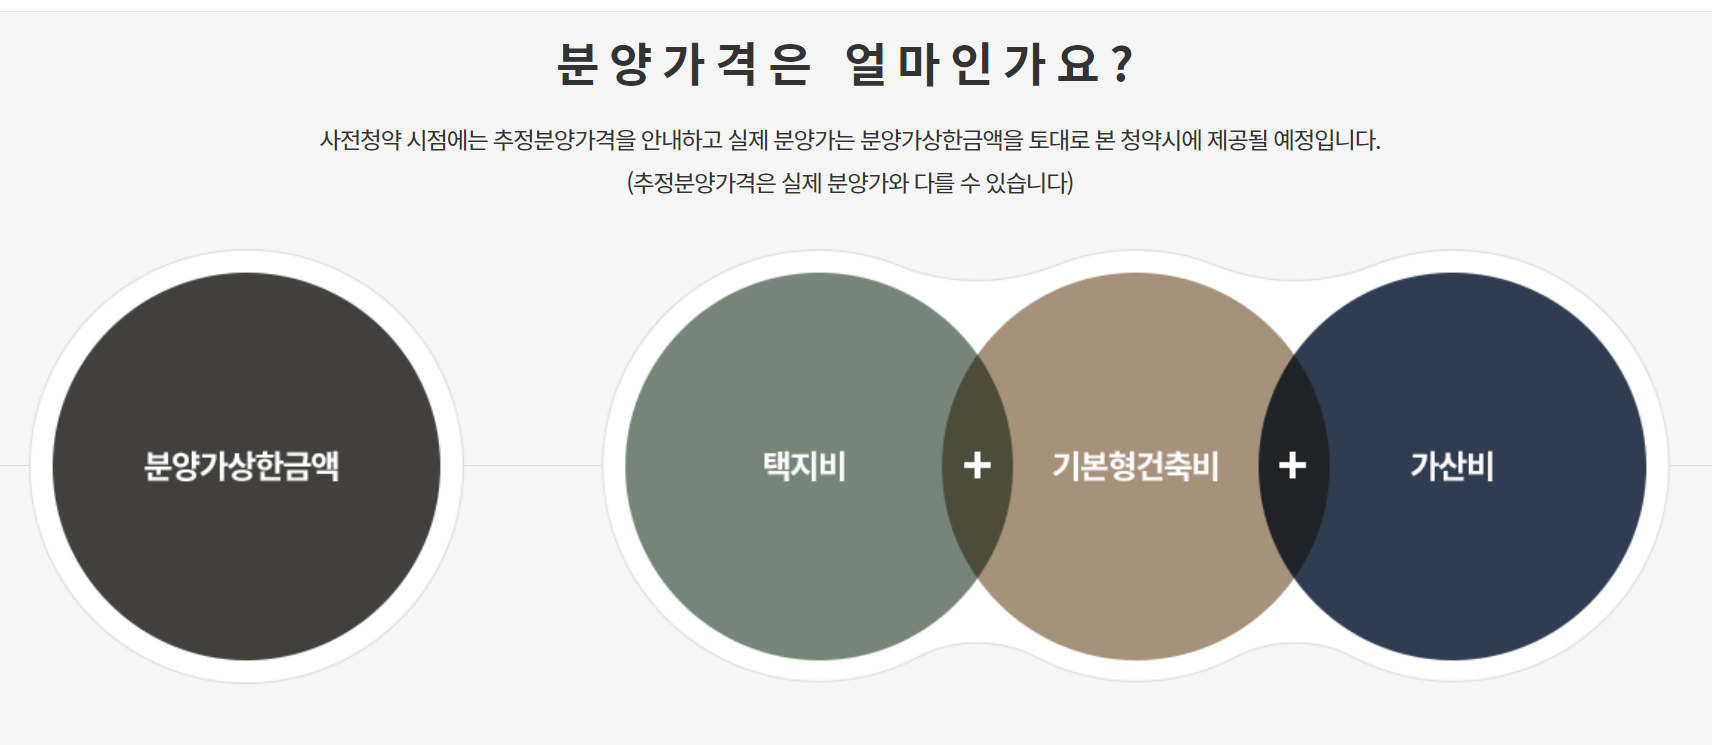 분양가격은 얼마인가요?
사전청약 시점에는 추정분양가격을 안내하고 실제 분양가는 분양가상한금액을 토대로 본 청약시에 제공될 예정입니다.
(추정분양가격은 실제 분양가와 다를 수 있습니다)
분양가상한금액
택지비 + 기본형건축비 + 가산비